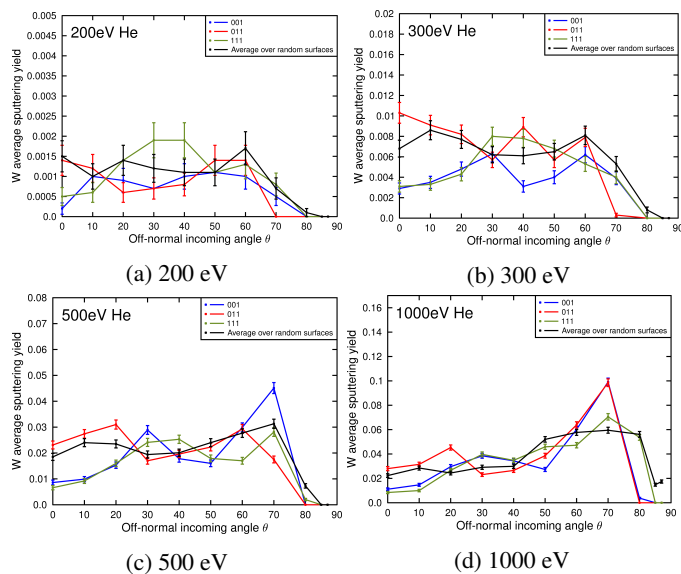 200eV He
001
011
111
Average over random surfaces
W average sputtering yield
0.005
0.0045
0.004
0.0035
0.003
0.0025
0.002
0.0015
0.001
0.0005
0
0 10 20 30 40 50 60 70 80 90
Off-normal incoming angle θ
(a) 200 eV
300eV He
001
011
111
Average over random surfaces
W average sputtering yield
0.02
0.018
0.016
0.014
0.012
0.01
0.008
0.006
0.004
0.002
0.0
0 10 20 30 40 50 60 70 80 90
Off-normal incoming angle θ
(b) 300 eV
500eV He
001
011
111
Average over random surfaces
W average sputtering yield
0.08
0.07
0.06
0.05
0.04
0.03
0.02
0.01
0.0
0 10 20 30 40 50 60 70 80 90
Off-normal incoming angle θ
(c) 500 eV
1000eV He
001
011
111
Average over random surfaces
W average sputtering yield
0.16
0.14
0.12
0.1
0.08
0.06
0.04
0.02
0.0
0 10 20 30 40 50 60 70 80 90
Off-normal incoming angle θ
(d) 1000 eV